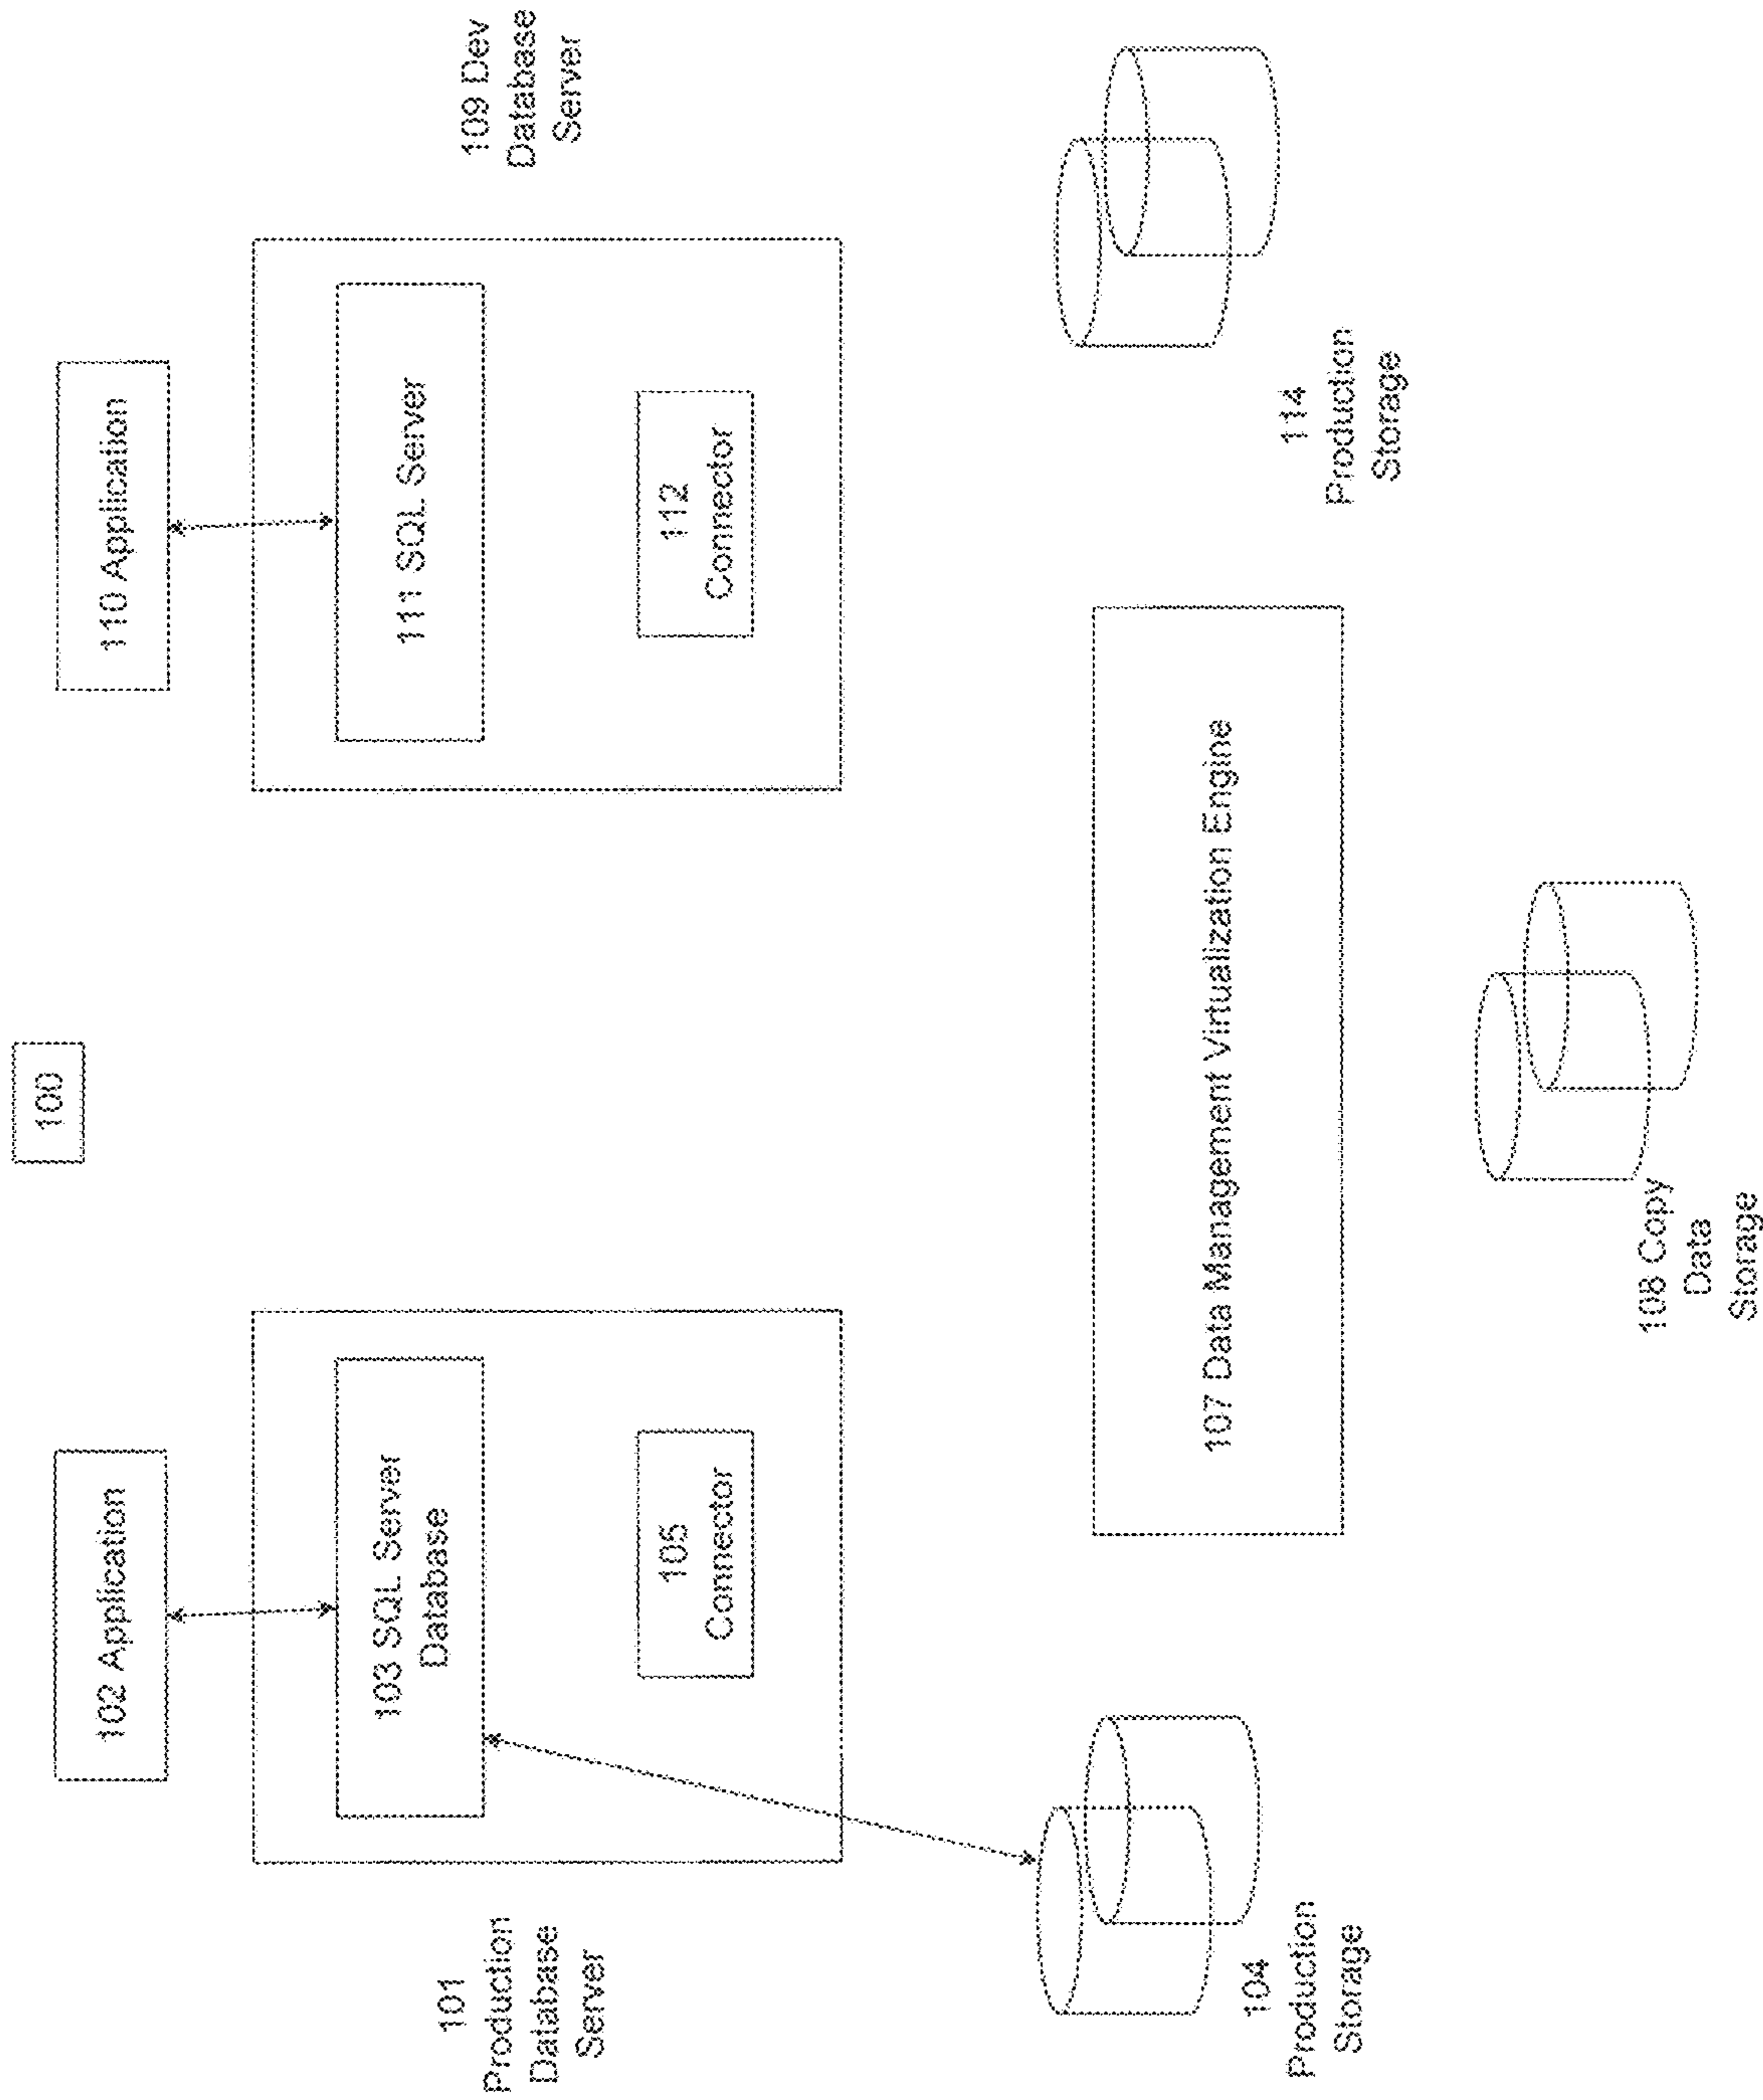 100
102 Application
110 Application
101
Production
Database
Server
103 SQL Server
Database
111 SQL Server
109 Dev
Database
Server
105
Connector
112
Connector
104
Production
Storage
107 Data Management Virtualization Engine
114
Production
Storage
108 Copy
Data
Storage